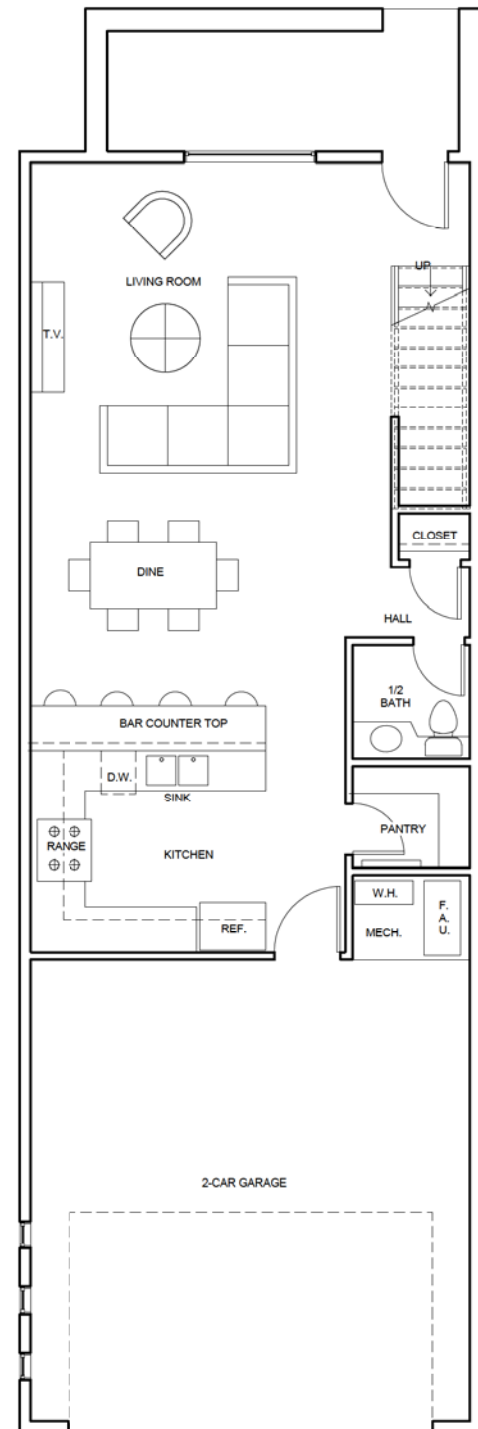 UP
LIVING ROOM
T.V.
CLOSET
DINE
HALL
1/2
BATH
BAR COUNTER TOP
D.W.
SINK
PANTRY
RANGE
KITCHEN
W.H.
F.
A.
U.
REF.
MECH.
2-CAR GARAGE